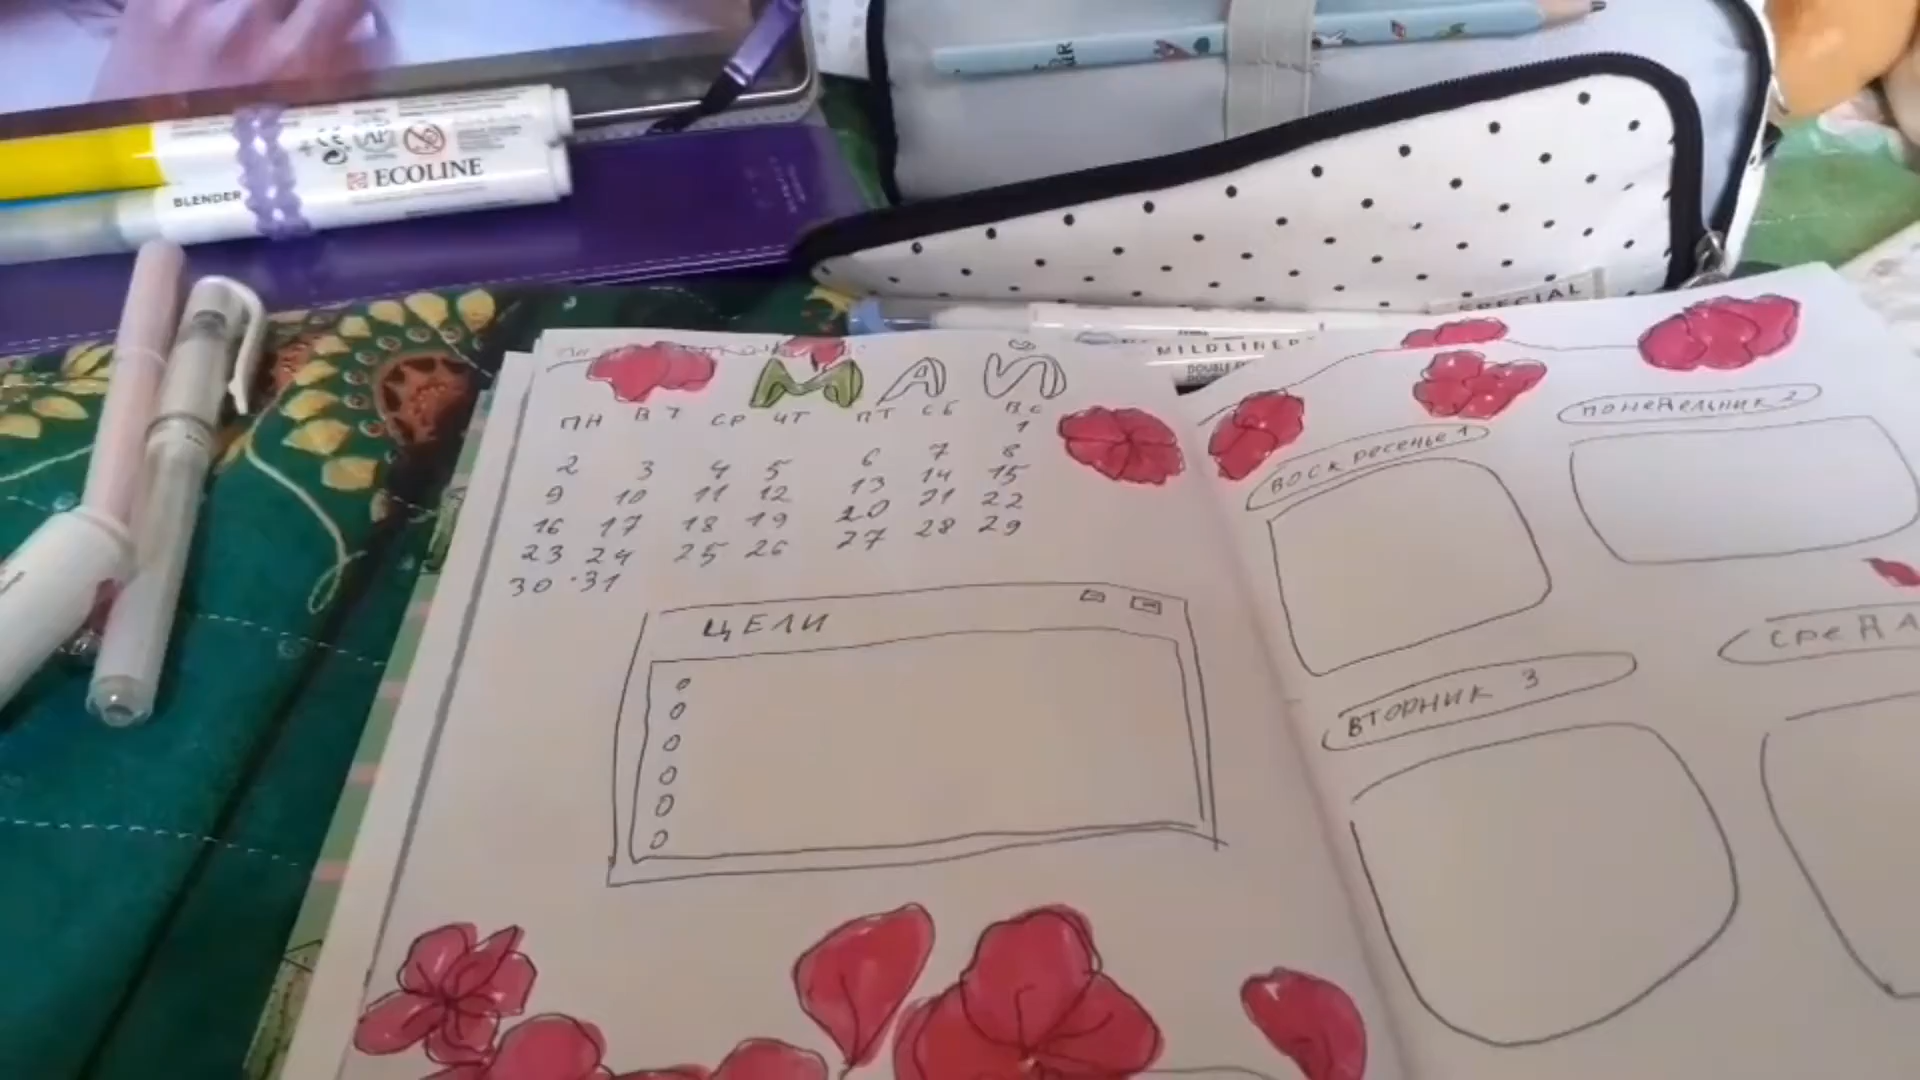 BLENDER
ECOLINE
SPECIAL
MILDLINER
DOUBLE
МАЙ
ПН ВТ СР ЧТ ПТ СБ ВС
1
2 3 4 5 6 7 8
9 10 11 12 13 14 15
16 17 18 19 20 21 22
23 24 25 26 27 28 29
30 31
ЦЕЛИ
воскресенье 1
понедельник 2
ВТОРНИК 3
СРЕДА